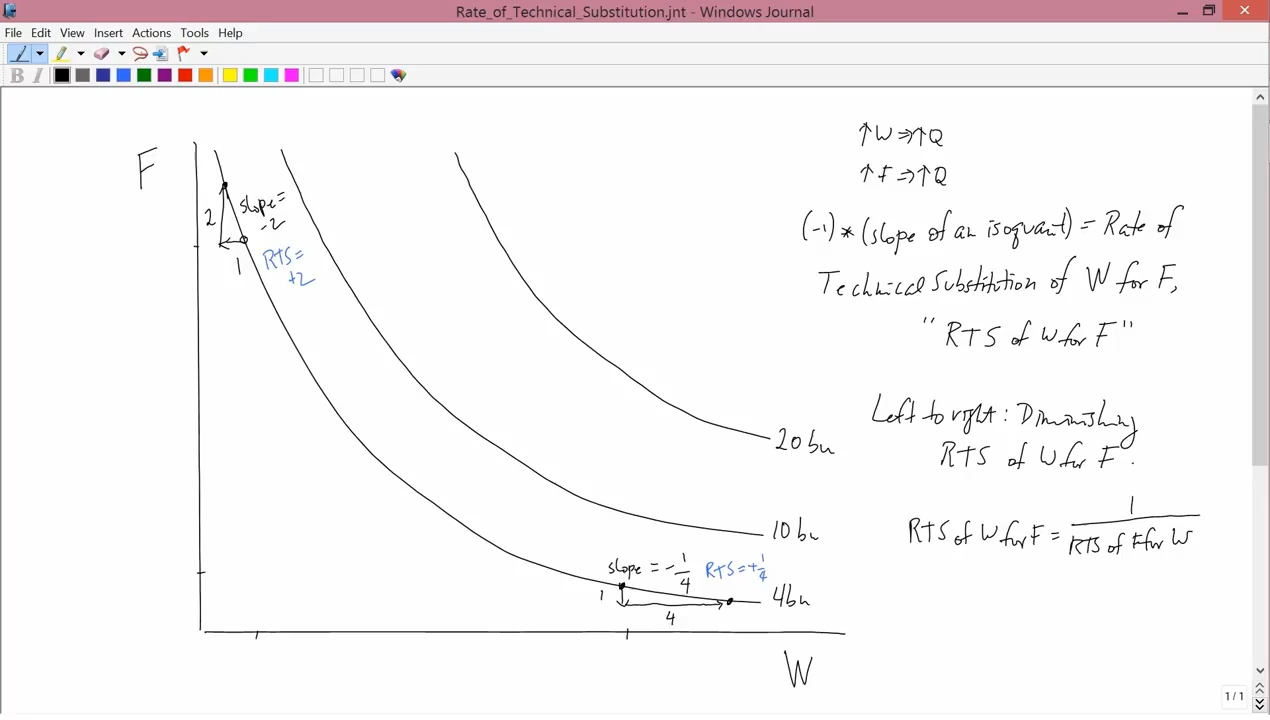 Rate_of_Technical_Substitution.jnt - Windows Journal
File Edit View Insert Actions Tools Help
B I
F
2
slope =
-2
1
RTS =
+2
20 bu
10 bu
slope = -1/4
RTS = +1/4
1
4
4 bu
W
↑W ⇒ ↑Q
↑F ⇒ ↑Q
(-1) * (slope of an isoquant) = Rate of
Technical Substitution of W for F,
"RTS of W for F"
Left to right: Diminishing
RTS of W for F.
RTS of W for F = 1 / RTS of F for W
1 / 1